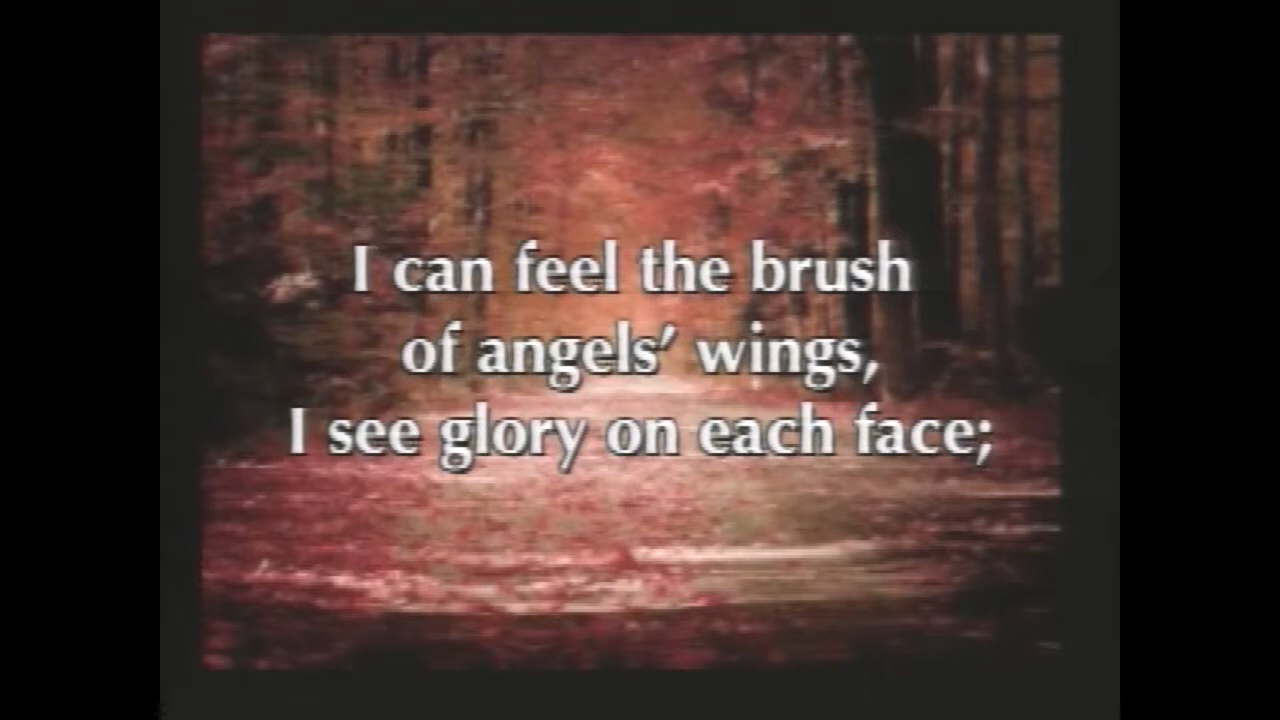 I can feel the brush
of angels’ wings,
I see glory on each face;